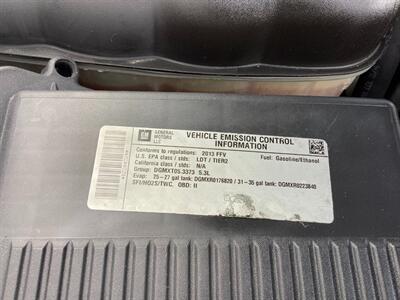 GM
GENERAL MOTORS LLC
VEHICLE EMISSION CONTROL INFORMATION
Conforms to regulations: 2013 FFV
Fuel: Gasoline/Ethanol
U.S. EPA class / stds: LDT / TIER2
California class / stds: N/A
Group: DGMXT05.3373 5.3L
Evap: 25-27 gal tank: DGMXR0176820 / 31-35 gal tank: DGMXR0223840
SFI/HO2S/TWC, OBD: II